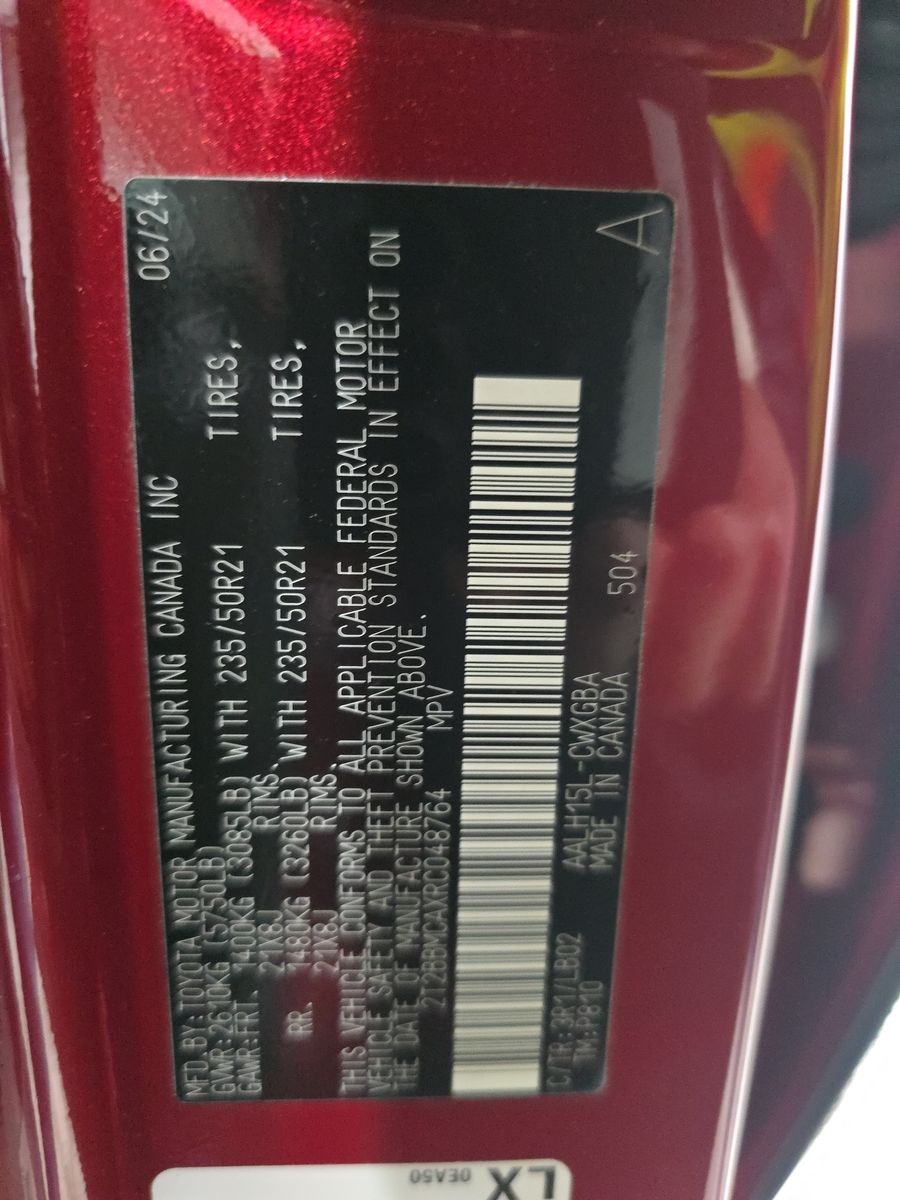 MFD.BY:TOYOTA MOTOR MANUFACTURING CANADA INC 06/24
GVWR:2610KG (5750LB)
GAWR:FRT. 1400KG (3085LB) WITH 235/50R21 TIRES,
21X8J RIMS,
RR. 1480KG (3260LB) WITH 235/50R21 TIRES,
21X8J RIMS.
THIS VEHICLE CONFORMS TO ALL APPLICABLE FEDERAL MOTOR
VEHICLE SAFETY AND THEFT PREVENTION STANDARDS IN EFFECT ON
THE DATE OF MANUFACTURE SHOWN ABOVE.
2T2BBMCAXRC048764 MPV
C/TR:3R1/LB02 AALH15L-CWXGBA
TM:P810 MADE IN CANADA 504
A
LX
0EA50